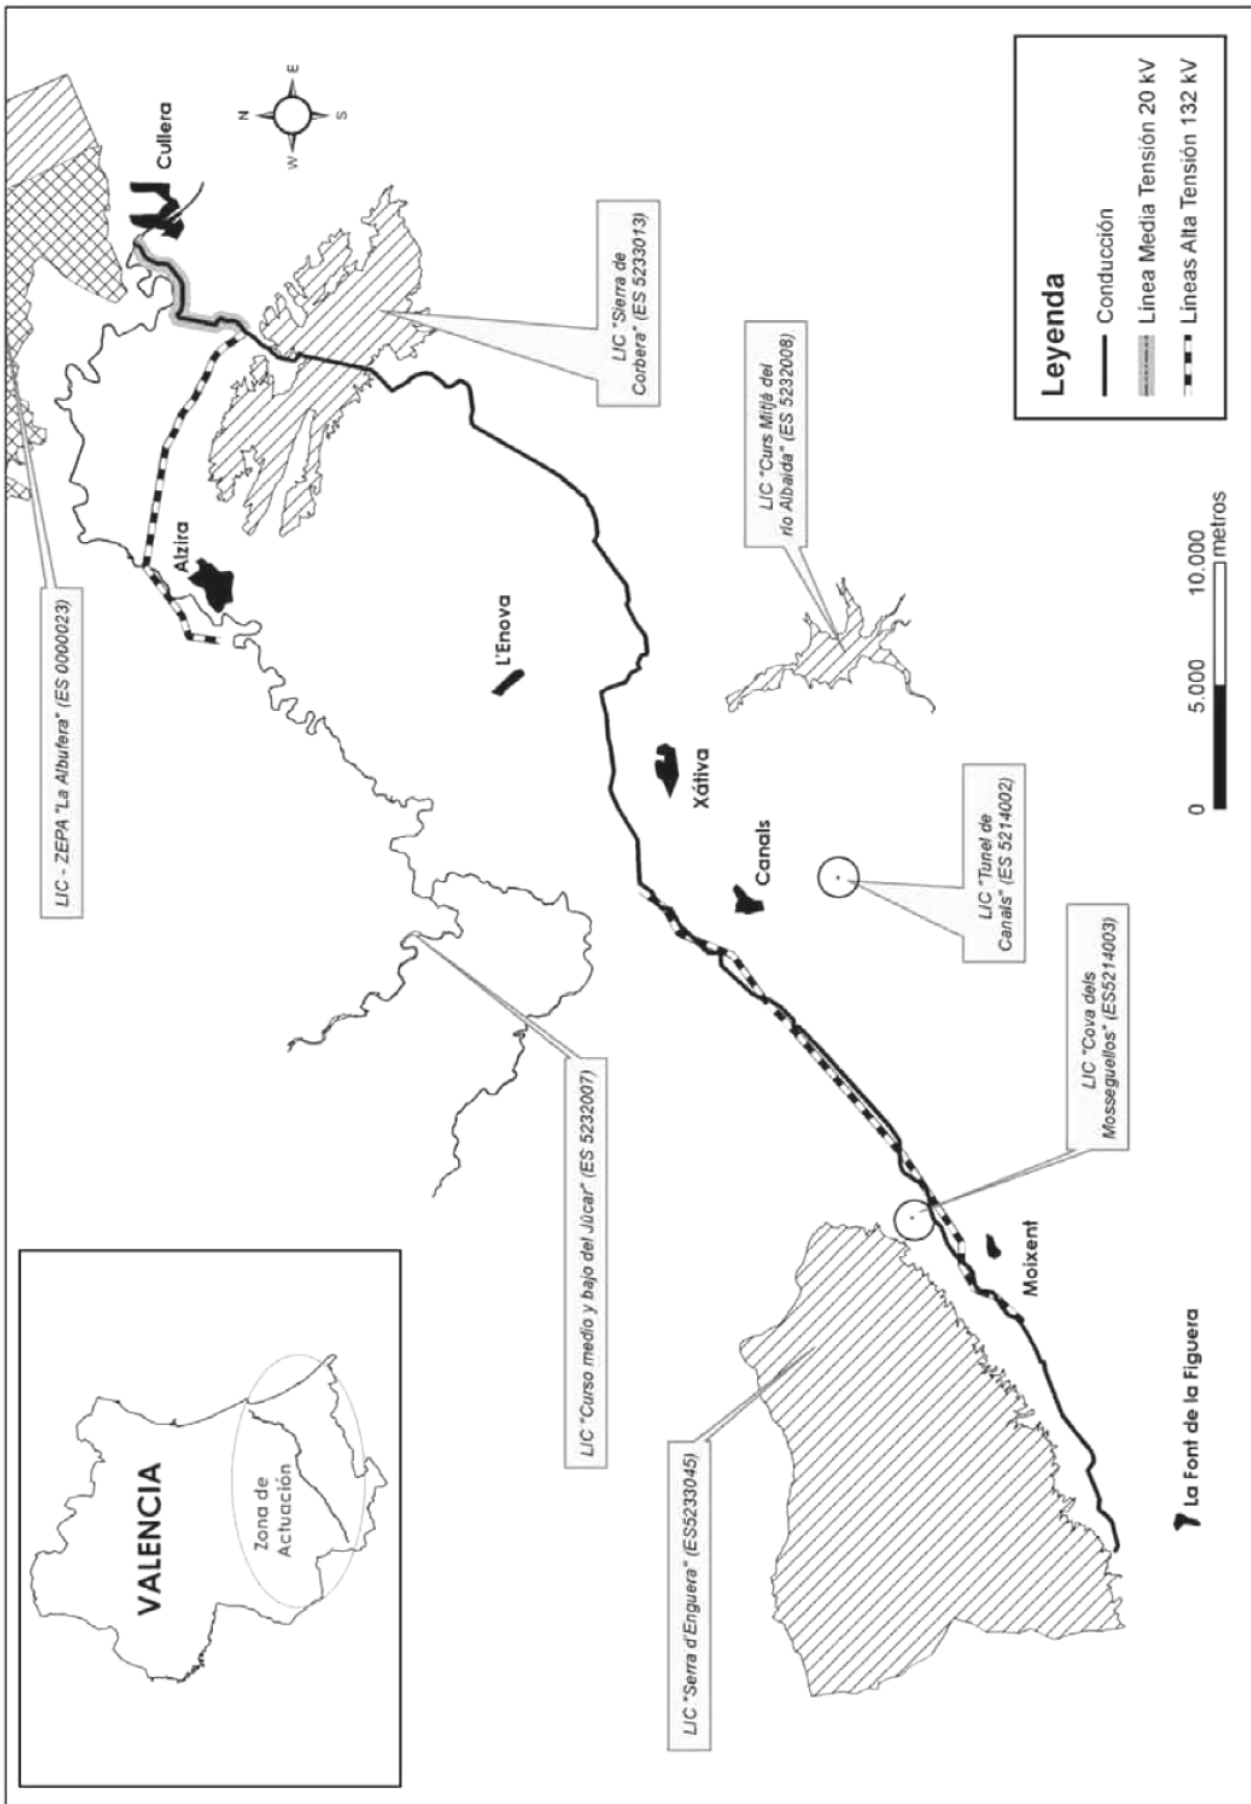 VALENCIA
Zona de
Actuación
LIC - ZEPA "La Albufera" (ES 0000023)
Cullera
N
E
S
W
Alzira
LIC "Sierra de
Corbera" (ES 5233013)
L'Enova
LIC "Curs Mitjá del
río Albaida" (ES 5232008)
Xátiva
Canals
LIC "Curso medio y bajo del Júcar" (ES 5232007)
LIC "Tunel de
Canals" (ES 5214002)
LIC "Cova dels
Mosseguellos" (ES5214003)
Moixent
LIC "Serra d'Enguera" (ES5233045)
La Font de la Figuera
0
5.000
10.000
metros
Leyenda
Conducción
Línea Media Tensión 20 kV
Líneas Alta Tensión 132 kV